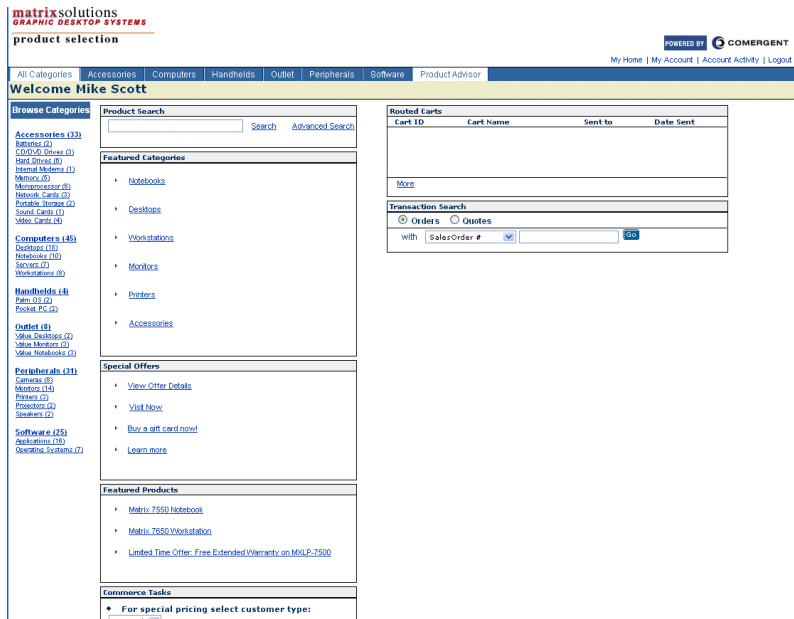 matrixsolutions
GRAPHIC DESKTOP SYSTEMS
product selection
POWERED BY COMERGENT
My Home | My Account | Account Activity | Logout
All Categories Accessories Computers Handhelds Outlet Peripherals Software Product Advisor
Welcome Mike Scott
Browse Categories
Accessories (33)
Batteries (2)
CD/DVD Drives (3)
Hard Drives (6)
Internal Modems (1)
Memory (5)
Microprocessor (6)
Network Cards (3)
Portable Storage (2)
Sound Cards (1)
Video Cards (4)
Computers (45)
Desktops (18)
Notebooks (10)
Servers (7)
Workstations (8)
Handhelds (4)
Palm OS (2)
Pocket PC (2)
Outlet (8)
Value Desktops (2)
Value Monitors (3)
Value Notebooks (3)
Peripherals (31)
Cameras (8)
Monitors (14)
Printers (3)
Projectors (2)
Speakers (2)
Software (25)
Applications (16)
Operating Systems (7)
Product Search
Search Advanced Search
Featured Categories
Notebooks
Desktops
Workstations
Monitors
Printers
Accessories
Special Offers
View Offer Details
Visit Now
Buy a gift card now!
Learn more
Featured Products
Matrix 7550 Notebook
Matrix 7650 Workstation
Limited Time Offer: Free Extended Warranty on MXLP-7500
Commerce Tasks
For special pricing select customer type:
Routed Carts
Cart ID Cart Name Sent to Date Sent
More
Transaction Search
Orders Quotes
with SalesOrder # Go